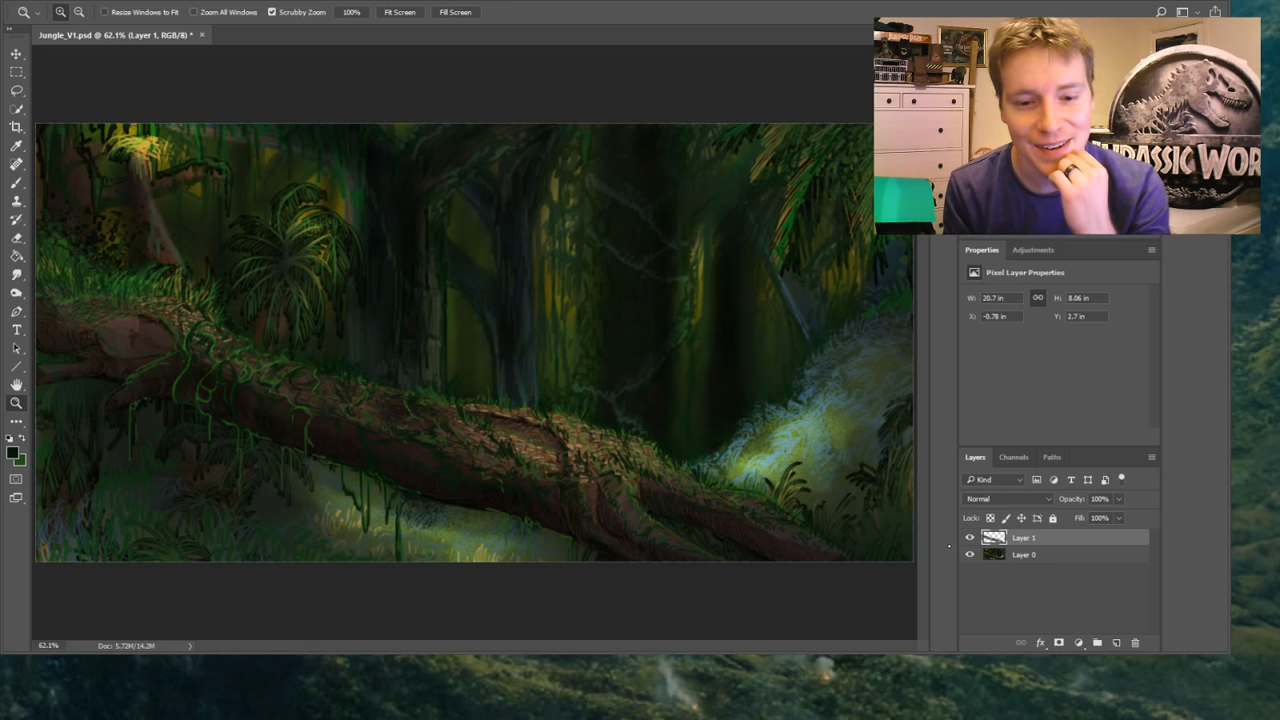 Resize Windows to Fit Zoom All Windows Scrubby Zoom 100% Fit Screen Fill Screen
Jungle_V1.psd @ 62.1% (Layer 1, RGB/8) * ×
JURASSIC WOR
Properties Adjustments
Pixel Layer Properties
W: 20.7 in H: 8.06 in
X: -0.78 in Y: 2.7 in
Layers Channels Paths
Kind
Normal Opacity: 100%
Lock: Fill: 100%
Layer 1
Layer 0
62.1% Doc: 5.72M/14.2M
fx